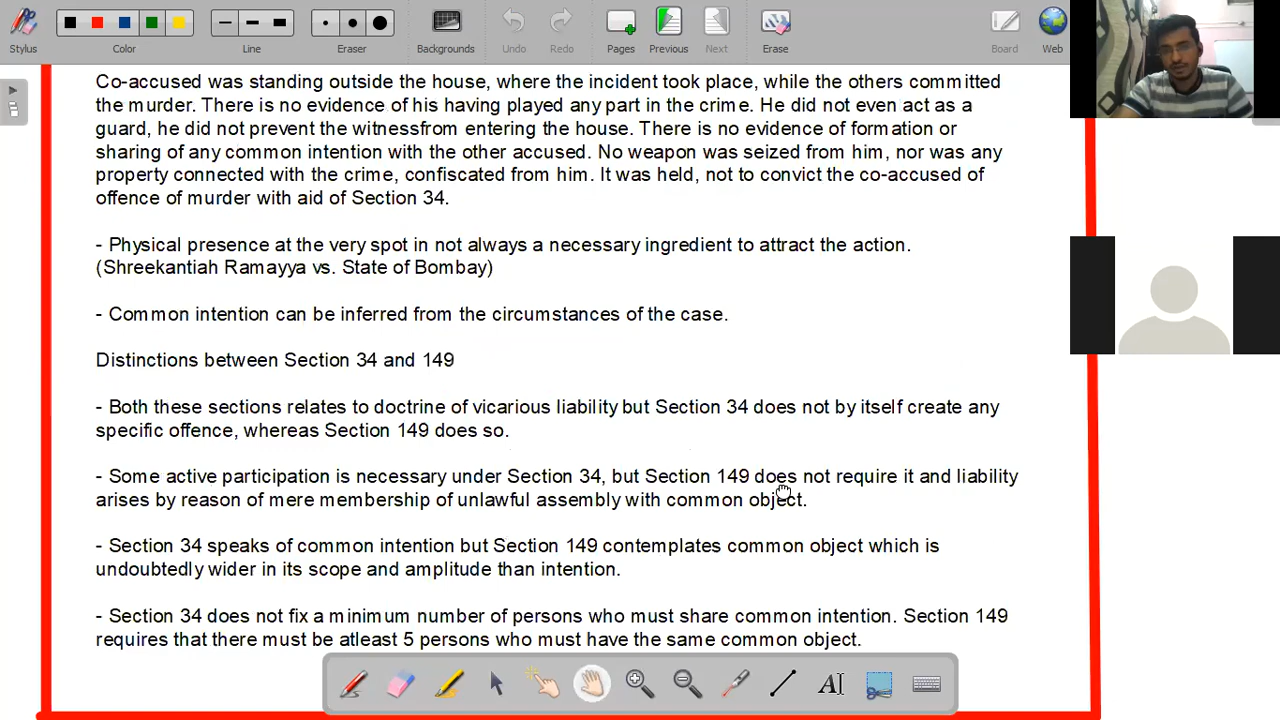 Stylus
Color
Line
Eraser
Backgrounds
Undo
Redo
Pages
Previous
Next
Erase
Board
Web
Co-accused was standing outside the house, where the incident took place, while the others committed
the murder. There is no evidence of his having played any part in the crime. He did not even act as a
guard, he did not prevent the witnessfrom entering the house. There is no evidence of formation or
sharing of any common intention with the other accused. No weapon was seized from him, nor was any
property connected with the crime, confiscated from him. It was held, not to convict the co-accused of
offence of murder with aid of Section 34.
- Physical presence at the very spot in not always a necessary ingredient to attract the action.
(Shreekantiah Ramayya vs. State of Bombay)
- Common intention can be inferred from the circumstances of the case.
Distinctions between Section 34 and 149
- Both these sections relates to doctrine of vicarious liability but Section 34 does not by itself create any
specific offence, whereas Section 149 does so.
- Some active participation is necessary under Section 34, but Section 149 does not require it and liability
arises by reason of mere membership of unlawful assembly with common object.
- Section 34 speaks of common intention but Section 149 contemplates common object which is
undoubtedly wider in its scope and amplitude than intention.
- Section 34 does not fix a minimum number of persons who must share common intention. Section 149
requires that there must be atleast 5 persons who must have the same common object.